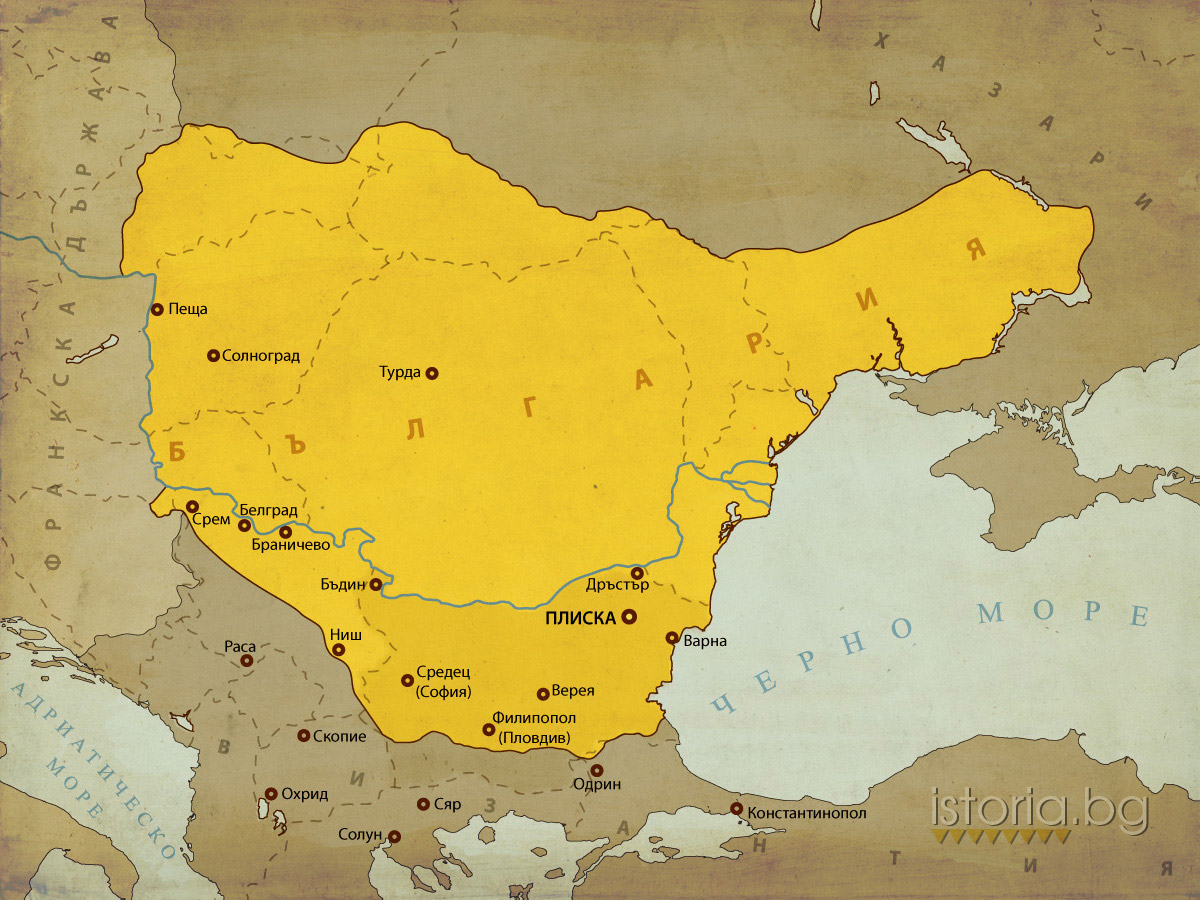 ФРАНКСКА ДЪРЖАВА
ХАЗАРИ
БЪЛГАРИЯ
Пеща
Солноград
Турда
Срем
Белград
Браничево
Бъдин
Дръстър
ПЛИСКА
Варна
Ниш
Раса
Средец
(София)
Верея
Филипопол
(Пловдив)
Скопие
Одрин
Охрид
Сяр
Солун
Константинопол
ВИЗАНТИЯ
ЧЕРНО МОРЕ
АДРИАТИЧЕСКО
МОРЕ
istoria.bg